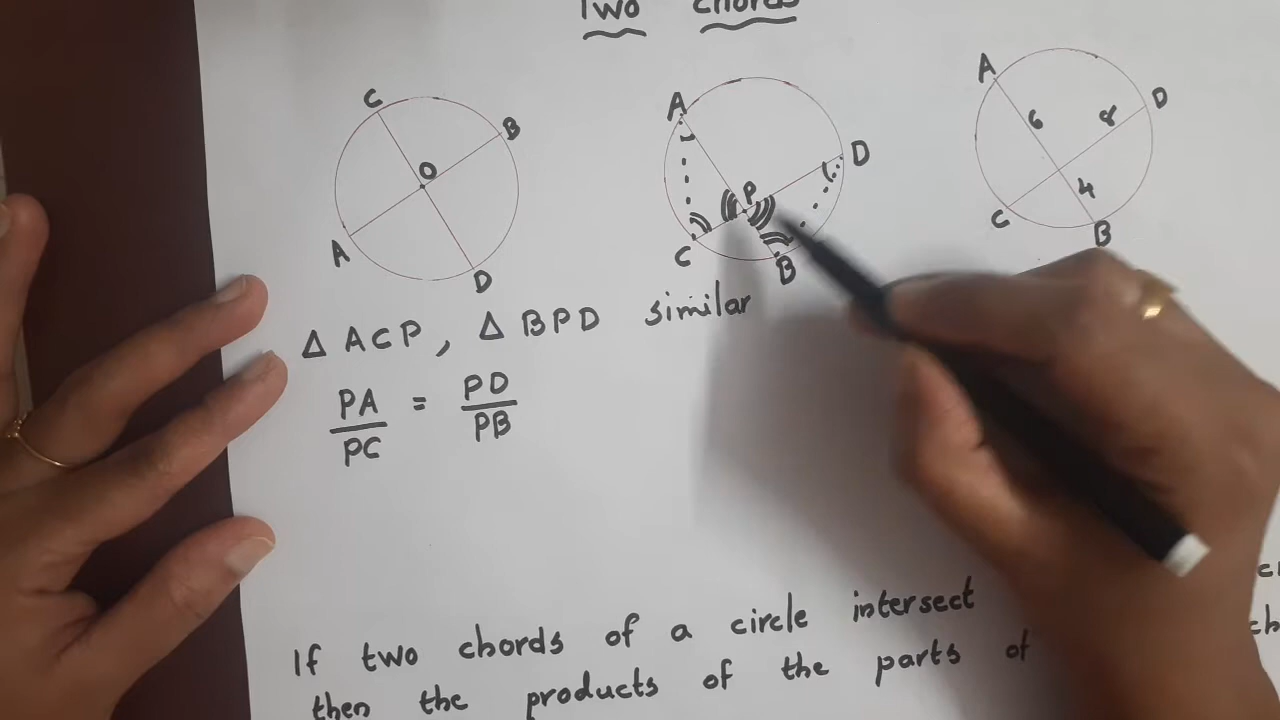 Two chords
C
B
O
A
D
A
D
P
C
B
A
D
6
8
4
C
B
Δ ACP, Δ BPD similar
PA/PC = PD/PB
If two chords of a circle intersect
then the products of the parts of